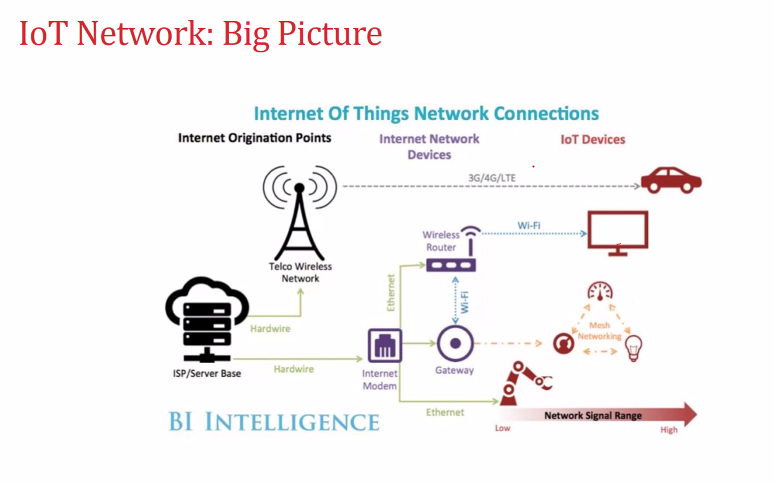 IoT Network: Big Picture
Internet Of Things Network Connections
Internet Origination Points
Internet Network
Devices
IoT Devices
3G/4G/LTE
Wireless
Router
Wi-Fi
Telco Wireless
Network
Ethernet
Wi-Fi
Mesh
Networking
Hardwire
ISP/Server Base
Hardwire
Internet
Modem
Gateway
Ethernet
Network Signal Range
Low
High
BI INTELLIGENCE